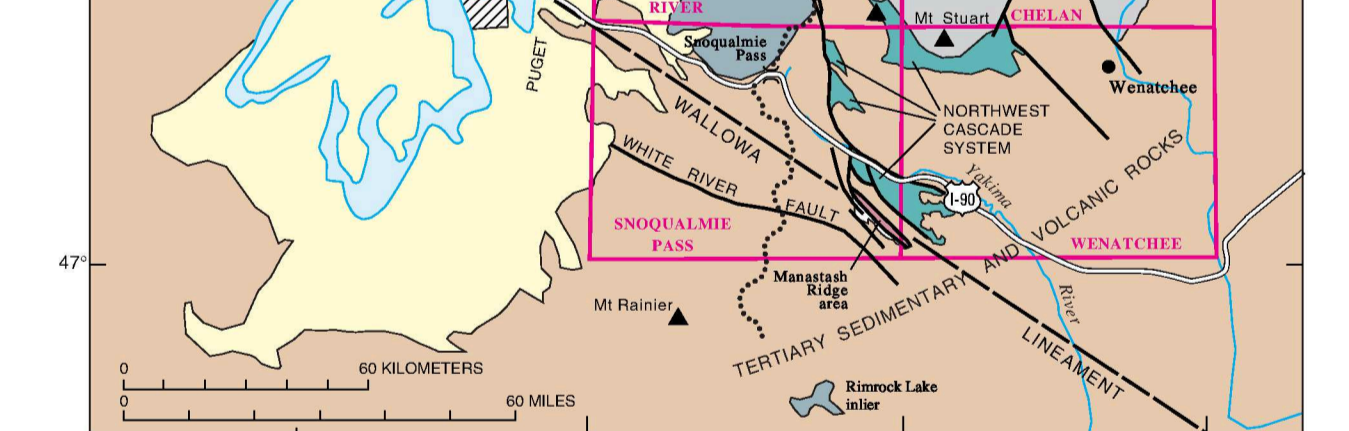 RIVER
Mt Stuart
CHELAN
Snoqualmie
Pass
PUGET
Wenatchee
WALLOWA
NORTHWEST
CASCADE
SYSTEM
WHITE RIVER FAULT
Yakima
I-90
SNOQUALMIE
PASS
WENATCHEE
47°
Manastash
Ridge
area
River
Mt Rainier
TERTIARY SEDIMENTARY AND VOLCANIC ROCKS
LINEAMENT
0 60 KILOMETERS
0 60 MILES
Rimrock Lake
inlier